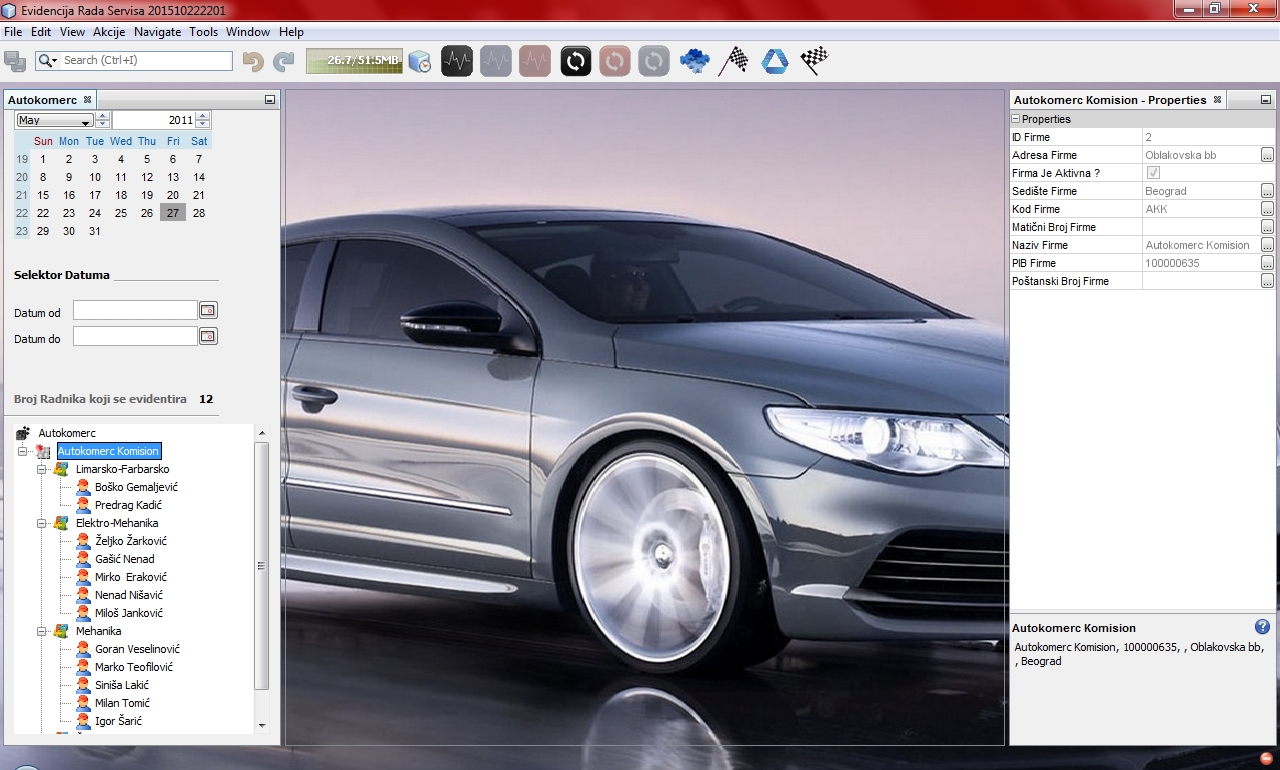 Evidencija Rada Servisa 201510222201
File Edit View Akcije Navigate Tools Window Help
Search (Ctrl+I)
26.7/51.5MB
Autokomerc
May 2011
Sun Mon Tue Wed Thu Fri Sat
19 1 2 3 4 5 6 7
20 8 9 10 11 12 13 14
21 15 16 17 18 19 20 21
22 22 23 24 25 26 27 28
23 29 30 31
Selektor Datuma
Datum od
Datum do
Broj Radnika koji se evidentira 12
Autokomerc
Autokomerc Komision
Limarsko-Farbarsko
Boško Gemaljević
Predrag Kadić
Elektro-Mehanika
Željko Žarković
Gašić Nenad
Mirko Eraković
Nenad Nišavić
Miloš Janković
Mehanika
Goran Veselinović
Marko Teofilović
Siniša Lakić
Milan Tomić
Igor Šarić
Autokomerc Komision - Properties
Properties
ID Firme 2
Adresa Firme Oblakovska bb ...
Firma Je Aktivna ?
Sedište Firme Beograd ...
Kod Firme AKK ...
Matični Broj Firme ...
Naziv Firme Autokomerc Komision ...
PIB Firme 100000635 ...
Poštanski Broj Firme ...
Autokomerc Komision
Autokomerc Komision, 100000635, , Oblakovska bb,
, Beograd